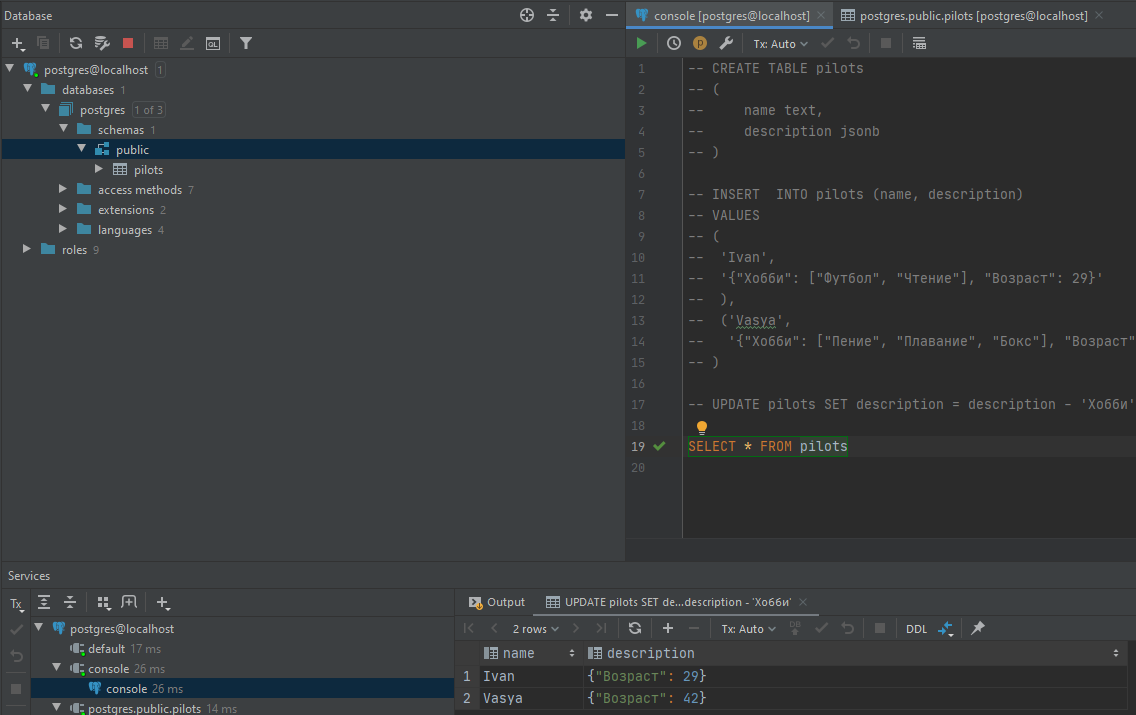 Database
postgres@localhost 1
databases 1
postgres 1 of 3
schemas 1
public
pilots
access methods 7
extensions 2
languages 4
roles 9
console [postgres@localhost]
postgres.public.pilots [postgres@localhost]
Tx: Auto
1 -- CREATE TABLE pilots
2 -- (
3 --     name text,
4 --     description jsonb
5 -- )
6
7 -- INSERT  INTO pilots (name, description)
8 -- VALUES
9 -- (
10 --  'Ivan',
11 --  '{"Хобби": ["Футбол", "Чтение"], "Возраст": 29}'
12 --  ),
13 --  ('Vasya',
14 --   '{"Хобби": ["Пение", "Плавание", "Бокс"], "Возраст"
15 -- )
16
17 -- UPDATE pilots SET description = description - 'Хобби'
18
19 SELECT * FROM pilots
20
Services
Tx
postgres@localhost
default 17 ms
console 26 ms
console 26 ms
postgres.public.pilots 14 ms
Output
UPDATE pilots SET de...description - 'Хобби'
2 rows
Tx: Auto
DB
DDL
name description
1 Ivan {"Возраст": 29}
2 Vasya {"Возраст": 42}